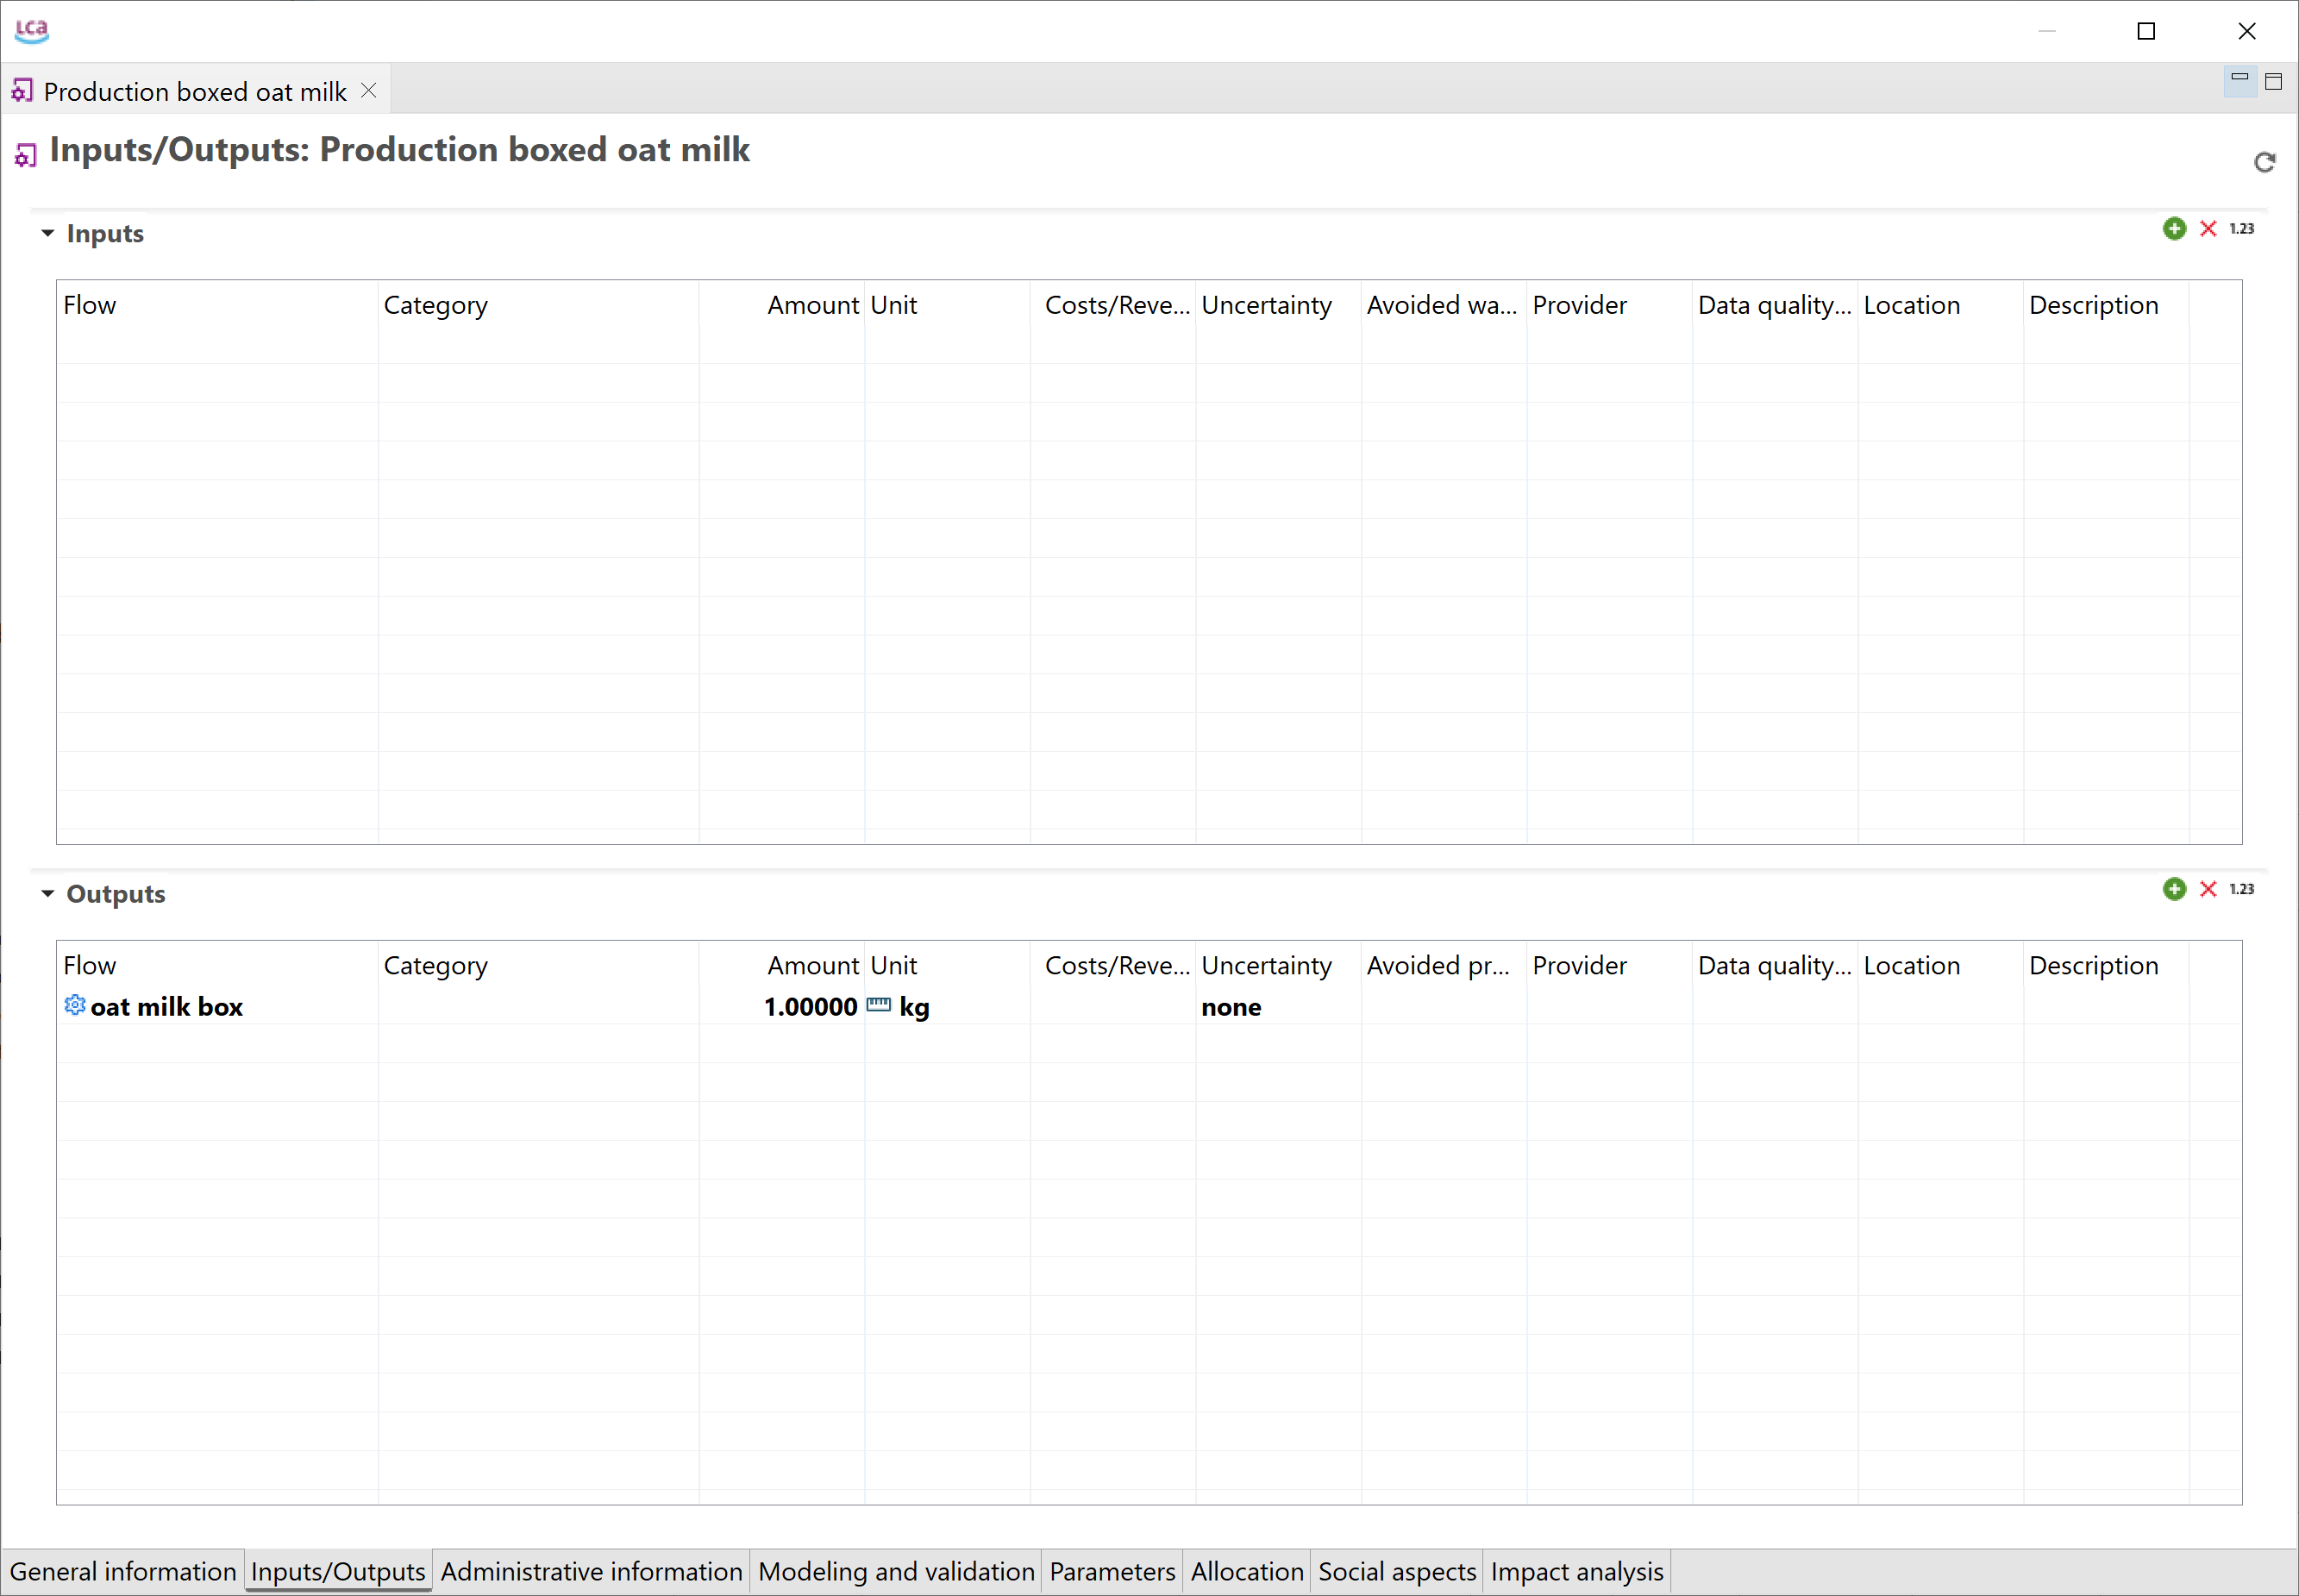 LCA
Production boxed oat milk
Inputs/Outputs: Production boxed oat milk
Inputs
1.23
Flow Category Amount Unit Costs/Reve... Uncertainty Avoided wa... Provider Data quality... Location Description
Outputs
1.23
Flow Category Amount Unit Costs/Reve... Uncertainty Avoided pr... Provider Data quality... Location Description
oat milk box 1.00000 kg none
General information Inputs/Outputs Administrative information Modeling and validation Parameters Allocation Social aspects Impact analysis